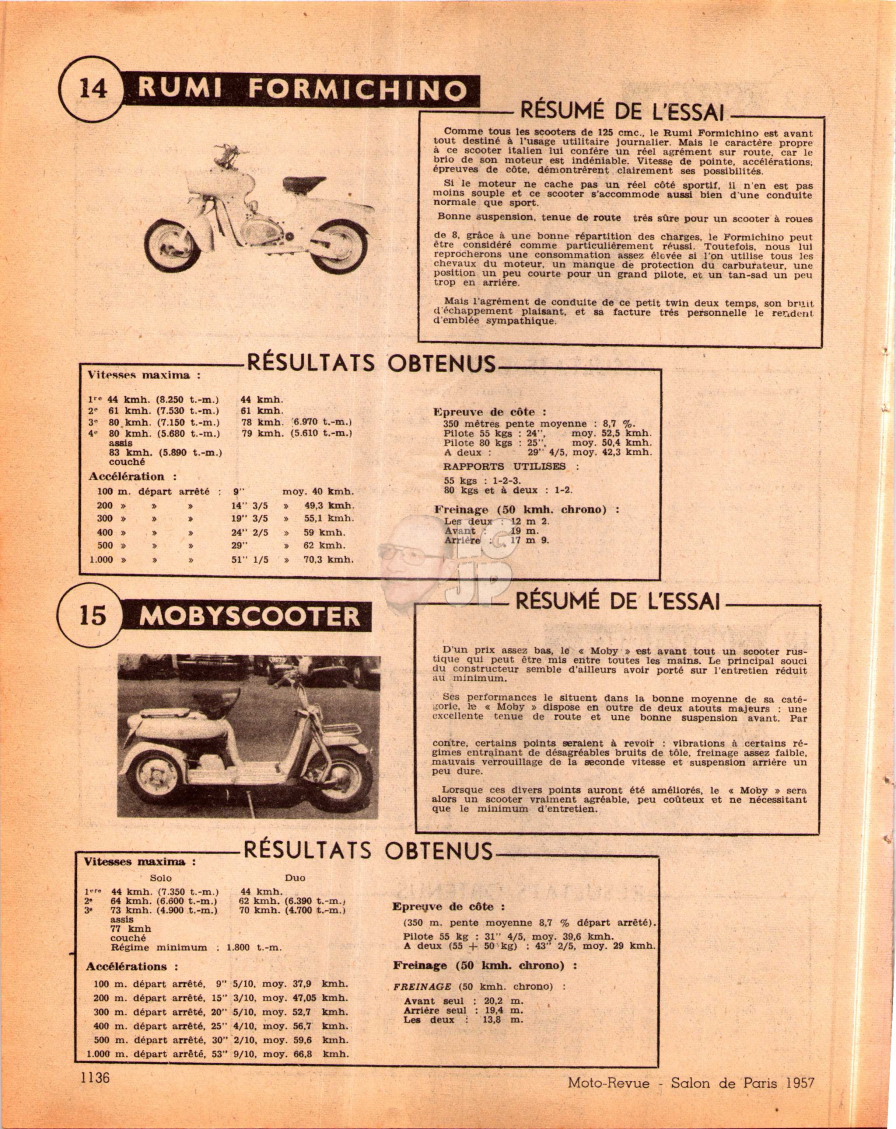 14 RUMI FORMICHINO
RÉSUMÉ DE L'ESSAI
Comme tous les scooters de 125 cmc., le Rumi Formichino est avant
tout destiné à l'usage utilitaire journalier. Mais le caractère propre
à ce scooter italien lui confère un réel agrément sur route, car le
brio de son moteur est indéniable. Vitesse de pointe, accélérations,
épreuves de côte, démontrèrent clairement ses possibilités.
Si le moteur ne cache pas un réel côté sportif, il n'en est pas
moins souple et ce scooter s'accommode aussi bien d'une conduite
normale que sport.
Bonne suspension, tenue de route très sûre pour un scooter à roues
de 8, grâce à une bonne répartition des charges, le Formichino peut
être considéré comme particulièrement réussi. Toutefois, nous lui
reprocherons une consommation assez élevée si l'on utilise tous les
chevaux du moteur, un manque de protection du carburateur, une
position un peu courte pour un grand pilote, et un tan-sad un peu
trop en arrière.
Mais l'agrément de conduite de ce petit twin deux temps, son bruit
d'échappement plaisant, et sa facture très personnelle le rendent
d'emblée sympathique.
RÉSULTATS OBTENUS
Vitesses maxima :
1re 44 kmh. (8.250 t.-m.) 44 kmh.
2e 61 kmh. (7.530 t.-m.) 61 kmh.
3e 80 kmh. (7.150 t.-m.) 78 kmh. (6.970 t.-m.)
4e 80 kmh. (5.680 t.-m.) 79 kmh. (5.610 t.-m.)
assis
83 kmh. (5.890 t.-m.)
couché
Accélération :
100 m. départ arrêté : 9" moy. 40 kmh.
200 » » » 14" 3/5 » 49,3 kmh.
300 » » » 19" 3/5 » 55,1 kmh.
400 » » » 24" 2/5 » 59 kmh.
500 » » » 29" » 62 kmh.
1.000 » » » 51" 1/5 » 70,3 kmh.
Epreuve de côte :
350 mètres pente moyenne : 8,7 %.
Pilote 55 kgs : 24", moy. 52,5 kmh.
Pilote 80 kgs : 25", moy. 50,4 kmh.
A deux : 29" 4/5, moy. 42,3 kmh.
RAPPORTS UTILISES :
55 kgs : 1-2-3.
80 kgs et à deux : 1-2.
Freinage (50 kmh. chrono) :
Les deux : 12 m 2.
Avant : 19 m.
Arrière : 17 m 9.
LG
JP
15 MOBYSCOOTER
RÉSUMÉ DE L'ESSAI
D'un prix assez bas, le « Moby » est avant tout un scooter rus-
tique qui peut être mis entre toutes les mains. Le principal souci
du constructeur semble d'ailleurs avoir porté sur l'entretien réduit
au minimum.
Ses performances le situent dans la bonne moyenne de sa caté-
gorie, le « Moby » dispose en outre de deux atouts majeurs : une
excellente tenue de route et une bonne suspension avant. Par
contre, certains points seraient à revoir : vibrations à certains ré-
gimes entraînant de désagréables bruits de tôle, freinage assez faible,
mauvais verrouillage de la seconde vitesse et suspension arrière un
peu dure.
Lorsque ces divers points auront été améliorés, le « Moby » sera
alors un scooter vraiment agréable, peu coûteux et ne nécessitant
que le minimum d'entretien.
RÉSULTATS OBTENUS
Vitesses maxima :
Solo Duo
1re 44 kmh. (7.350 t.-m.) 44 kmh.
2e 64 kmh. (6.600 t.-m.) 62 kmh. (6.390 t.-m.)
3e 73 kmh. (4.900 t.-m.) 70 kmh. (4.700 t.-m.)
assis
77 kmh
couché
Régime minimum : 1.800 t.-m.
Accélérations :
100 m. départ arrêté, 9" 5/10, moy. 37,9 kmh.
200 m. départ arrêté, 15" 3/10, moy. 47,05 kmh.
300 m. départ arrêté, 20" 5/10, moy. 52,7 kmh.
400 m. départ arrêté, 25" 4/10, moy. 56,7 kmh.
500 m. départ arrêté, 30" 2/10, moy. 59,6 kmh.
1.000 m. départ arrêté, 53" 9/10, moy. 66,8 kmh.
Epreuve de côte :
(350 m. pente moyenne 8,7 % départ arrêté).
Pilote 55 kg : 31" 4/5, moy. 39,6 kmh.
A deux (55 + 50 kg) : 43" 2/5, moy. 29 kmh.
Freinage (50 kmh. chrono) :
FREINAGE (50 kmh. chrono) :
Avant seul : 20,2 m.
Arrière seul : 19,4 m.
Les deux : 13,8 m.
1136
Moto-Revue - Salon de Paris 1957